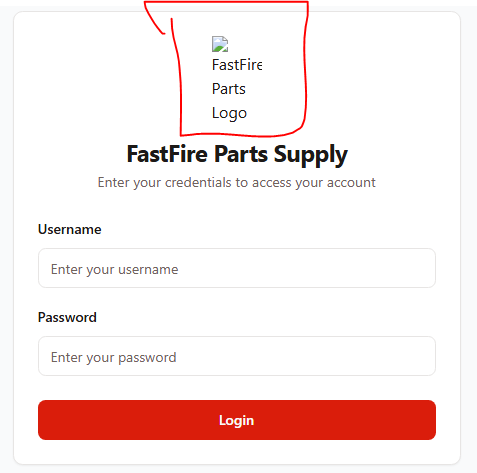 FastFire
Parts
Logo
FastFire Parts Supply
Enter your credentials to access your account
Username
Enter your username
Password
Enter your password
Login